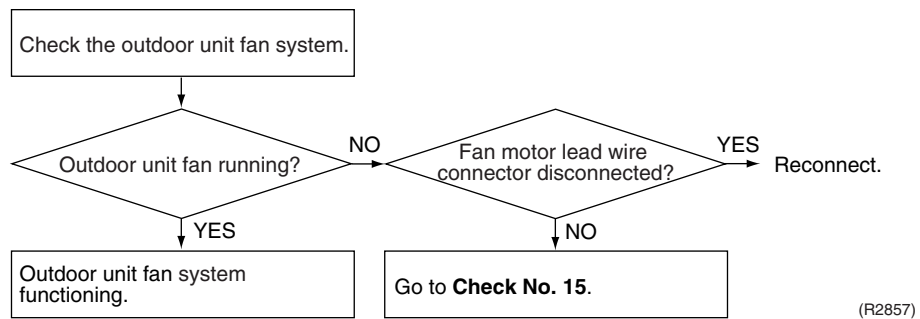 Check the outdoor unit fan system.
Outdoor unit fan running?
NO
Fan motor lead wire
connector disconnected?
YES
Reconnect.
YES
NO
Outdoor unit fan system
functioning.
Go to Check No. 15.
(R2857)